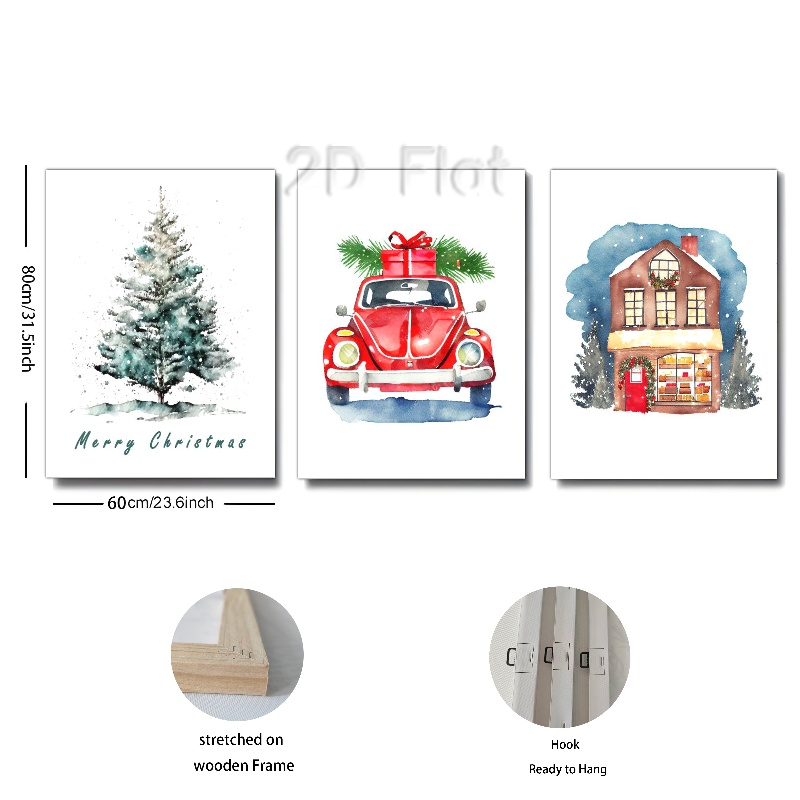 2D Flat
80cm/31.5inch
Merry Christmas
60cm/23.6inch
stretched on
wooden Frame
Hook
Ready to Hang